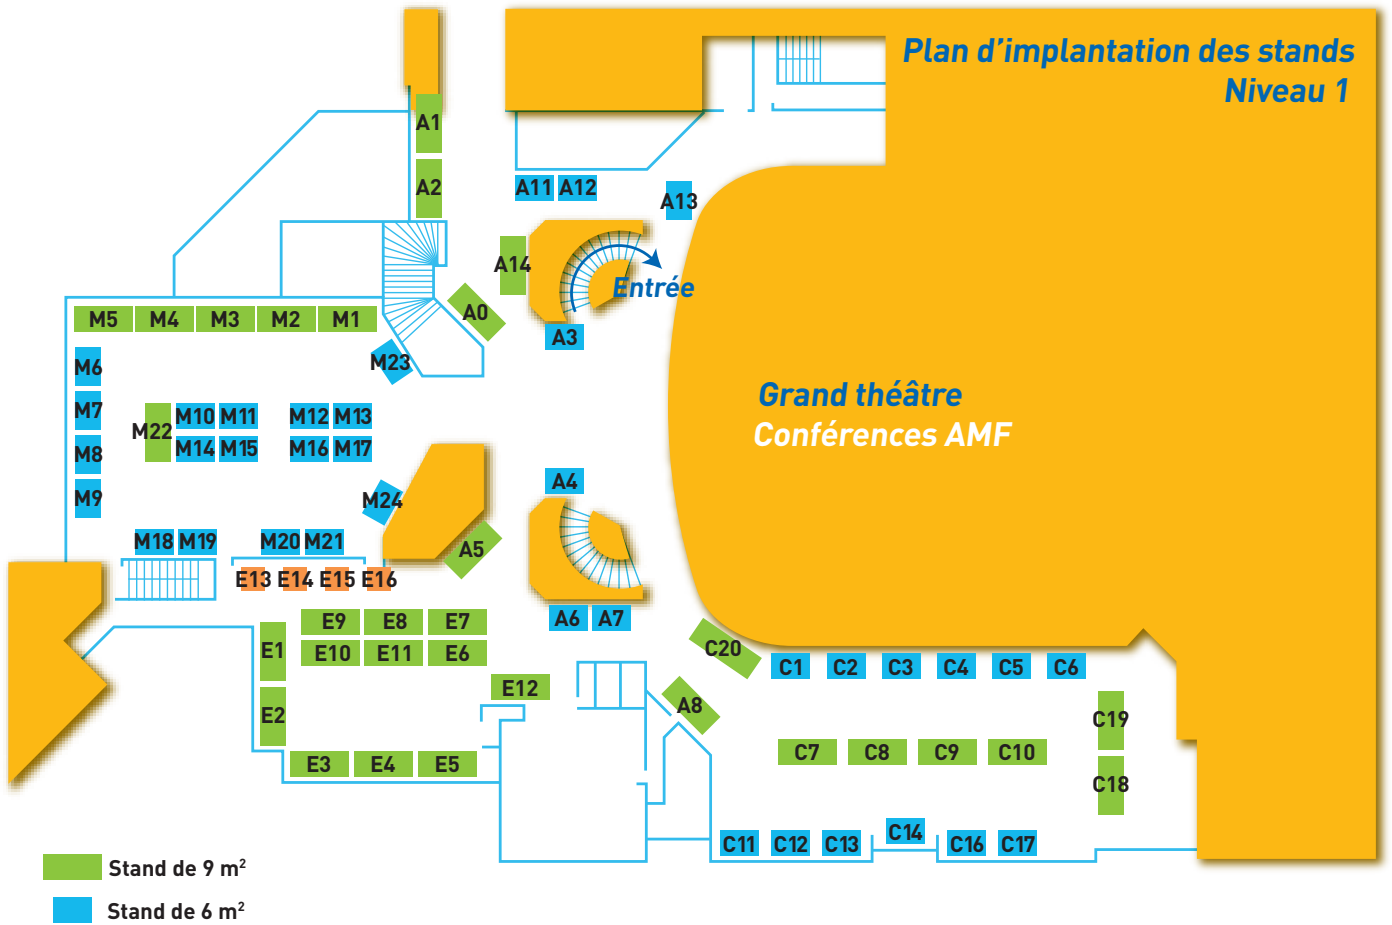 Plan d’implantation des stands
Niveau 1
A1
A2
A11 A12
A13
A14
Entrée
A0
A3
M5 M4 M3 M2 M1
M23
M6
M7
M8
M9
M22
M10 M11 M12 M13
M14 M15 M16 M17
Grand théâtre
Conférences AMF
M24
A4
A5
M18 M19 M20 M21
E13 E14 E15 E16
A6 A7
E9 E8 E7
E10 E11 E6
E1
E2
E12
E3 E4 E5
A8
C20
C1 C2 C3 C4 C5 C6
C19
C7 C8 C9 C10
C18
C11 C12 C13 C14 C16 C17
Stand de 9 m²
Stand de 6 m²